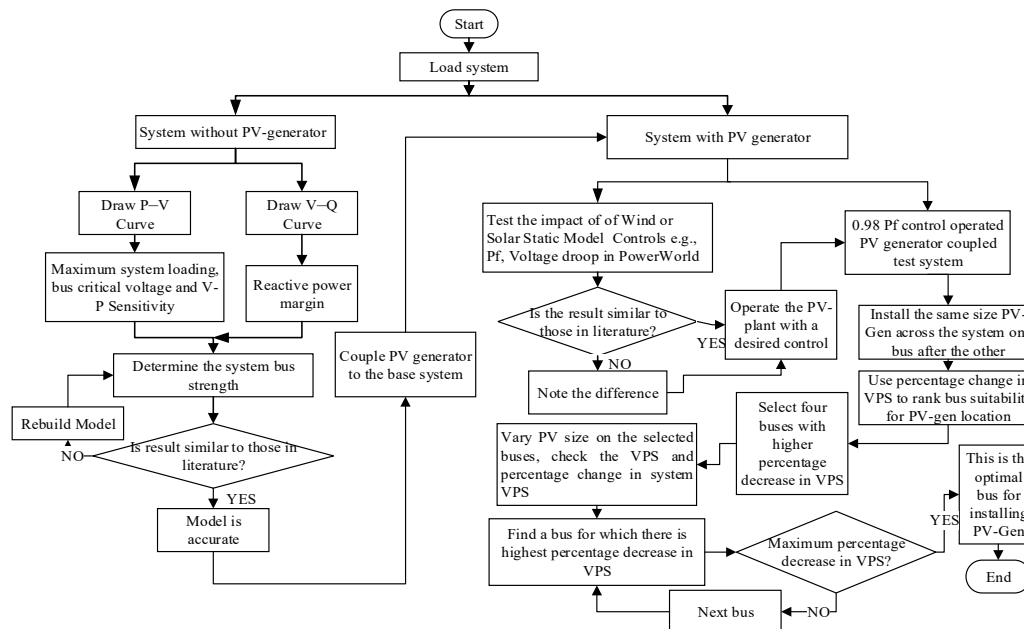 Start
Load system
System without PV-generator
System with PV generator
Draw P–V
Curve
Draw V–Q
Curve
Maximum system loading,
bus critical voltage and V-
P Sensitivity
Reactive power
margin
Determine the system bus
strength
Rebuild Model
Is result similar to those in
literature?
NO
YES
Model is
accurate
Couple PV generator
to the base system
Test the impact of of Wind or
Solar Static Model Controls e.g.,
Pf, Voltage droop in PowerWorld
Is the result similar to
those in literature?
YES
NO
Note the difference
Operate the
PV-
plant with a
desired control
0.98 Pf control operated
PV generator coupled
test system
Install the same size PV-
Gen across the system on
bus after the other
Use percentage change in
VPS to rank bus suitabilit
for PV-gen location
Select four
buses with
higher
percentage
decrease in VPS
Vary PV size on the selected
buses, check the VPS and
percentage change in system
VPS
Find a bus for which there is
highest percentage decrease in
VPS
Maximum percentage
decrease in VPS?
YES
NO
Next bus
This is th
optimal
bus for
installing
PV-Gen
End